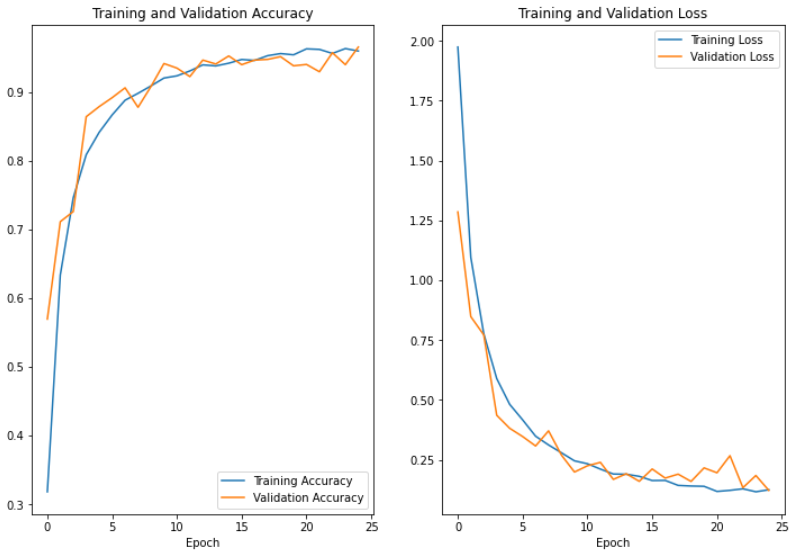 Training and Validation Accuracy
0.9
0.8
0.7
0.6
0.5
0.4
0.3
Training Accuracy
Validation Accuracy
0 5 10 15 20 25
Epoch
Training and Validation Loss
2.00
1.75
1.50
1.25
1.00
0.75
0.50
0.25
Training Loss
Validation Loss
0 5 10 15 20 25
Epoch